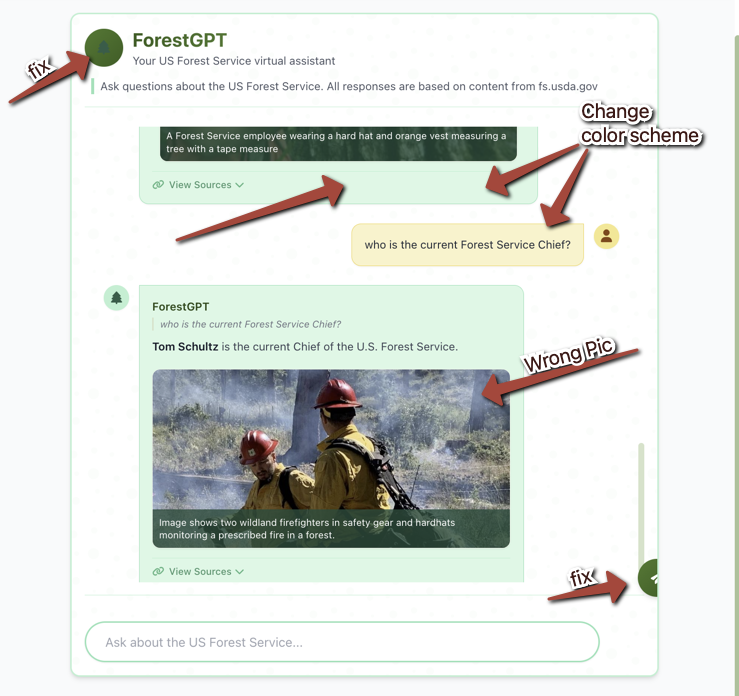 ForestGPT
Your US Forest Service virtual assistant
fix
Ask questions about the US Forest Service. All responses are based on content from fs.usda.gov
Change
color scheme
A Forest Service employee wearing a hard hat and orange vest measuring a
tree with a tape measure
View Sources
who is the current Forest Service Chief?
ForestGPT
who is the current Forest Service Chief?
Tom Schultz is the current Chief of the U.S. Forest Service.
Wrong Pic
Image shows two wildland firefighters in safety gear and hardhats
monitoring a prescribed fire in a forest.
View Sources
fix
Ask about the US Forest Service...